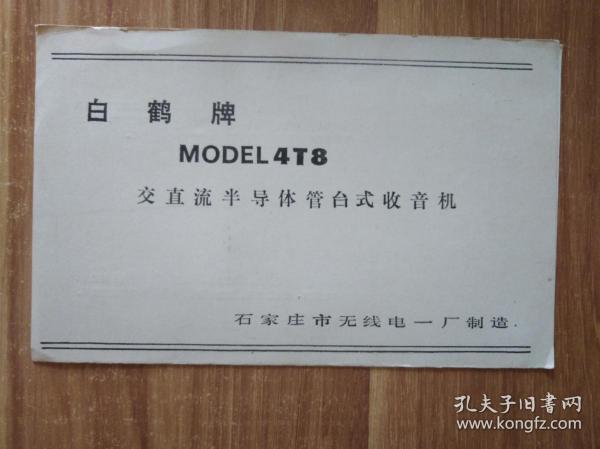 白鹤牌
MODEL 4T8
交直流半导体管台式收音机
石家庄市无线电一厂制造.
孔夫子旧書网
www.kongfz.com